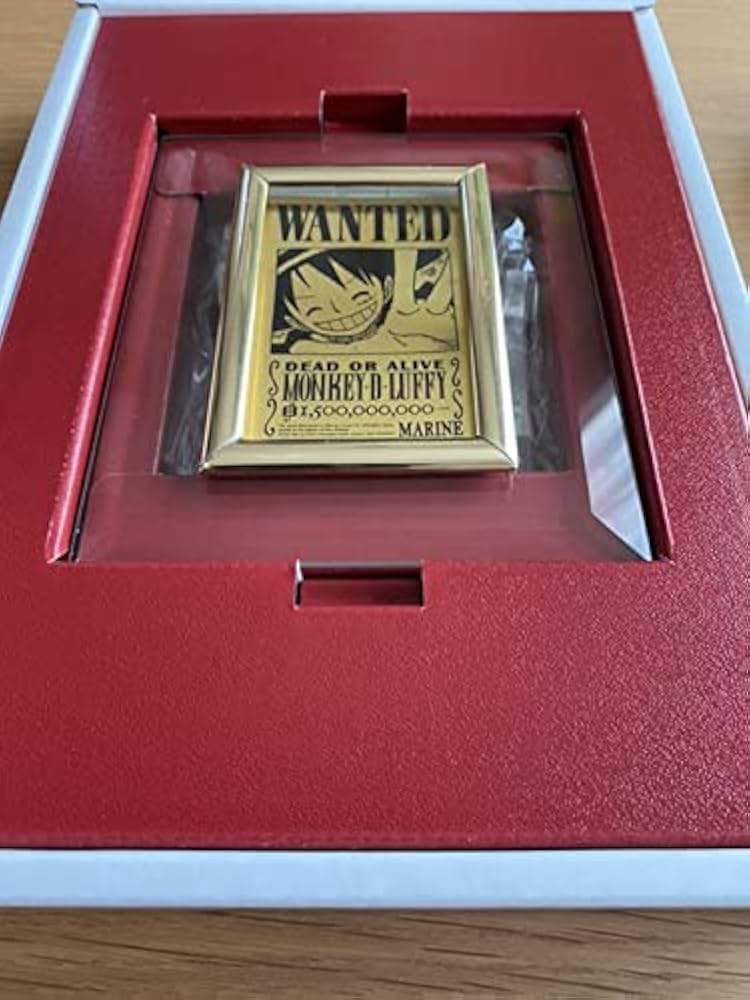 WANTED
DEAD OR ALIVE
MONKEY·D·LUFFY
฿1,500,000,000-
MARINE